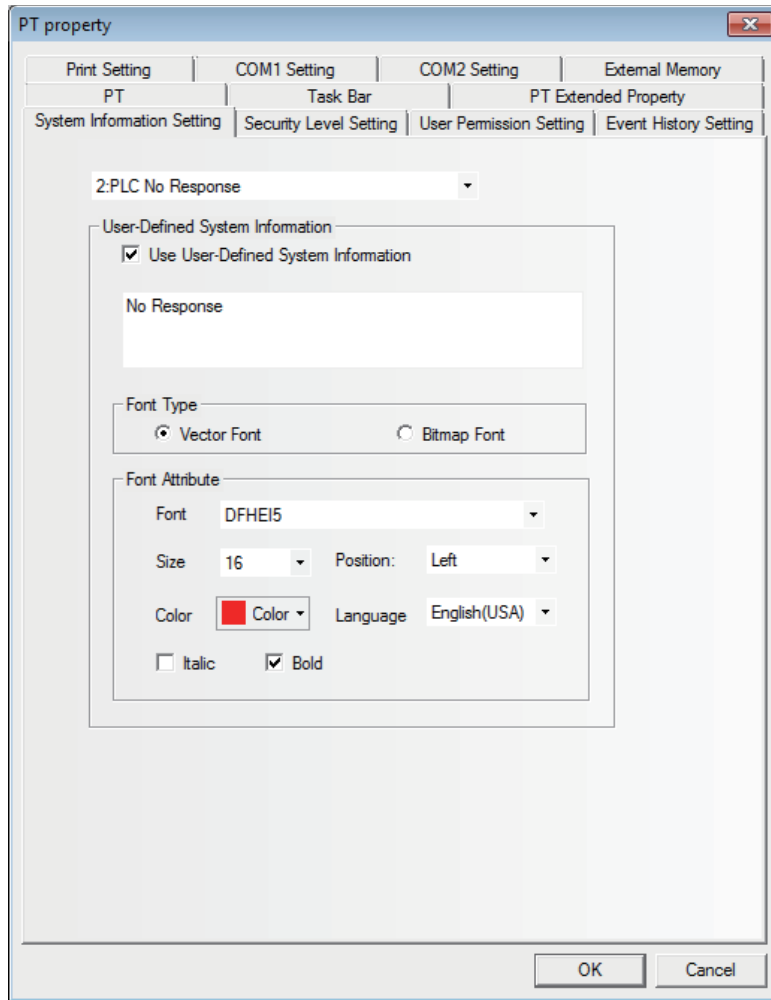 PT property
Print Setting COM1 Setting COM2 Setting External Memory
PT Task Bar PT Extended Property
System Information Setting Security Level Setting User Permission Setting Event History Setting
2:PLC No Response
User-Defined System Information
Use User-Defined System Information
No Response
Font Type
Vector Font Bitmap Font
Font Attribute
Font DFHEI5
Size 16 Position: Left
Color Color Language English(USA)
Italic Bold
OK Cancel